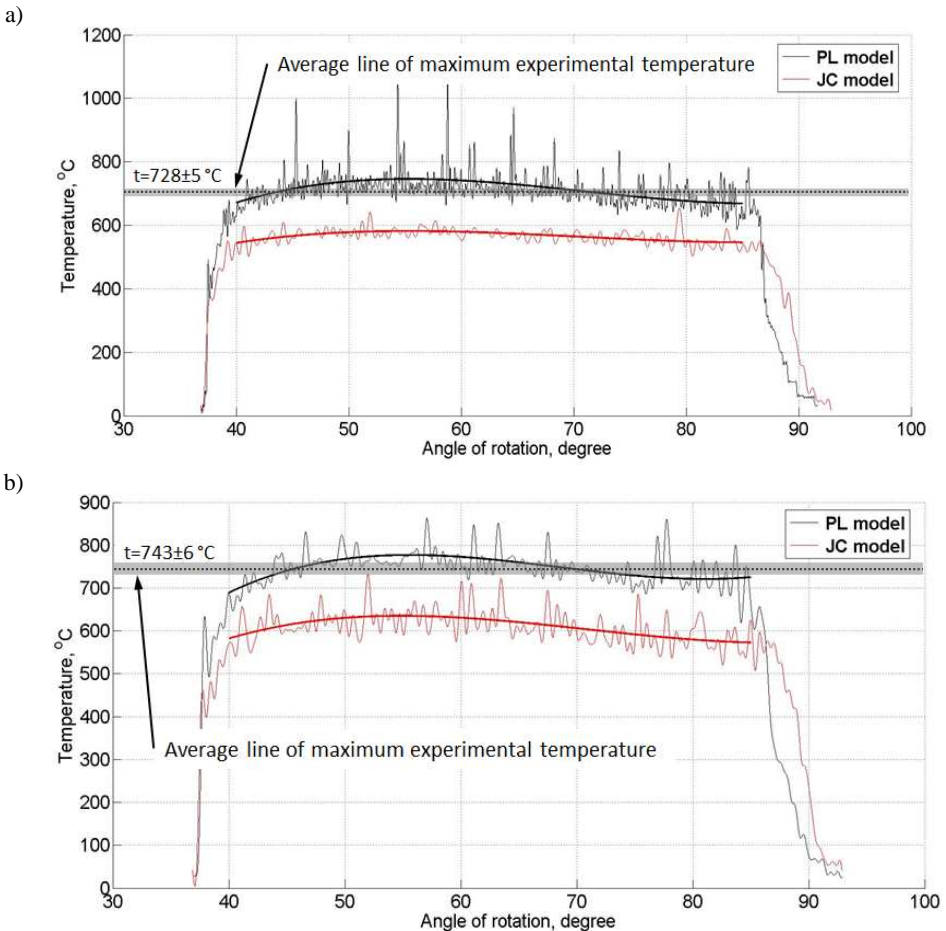 a)
1200
1000
800
600
400
200
0
Temperature, °C
Average line of maximum experimental temperature
t=728±5 °C
PL model
JC model
30 40 50 60 70 80 90 100
Angle of rotation, degree
b)
900
800
700
600
500
400
300
200
100
0
Temperature, °C
t=743±6 °C
PL model
JC model
Average line of maximum experimental temperature
30 40 50 60 70 80 90 100
Angle of rotation, degree